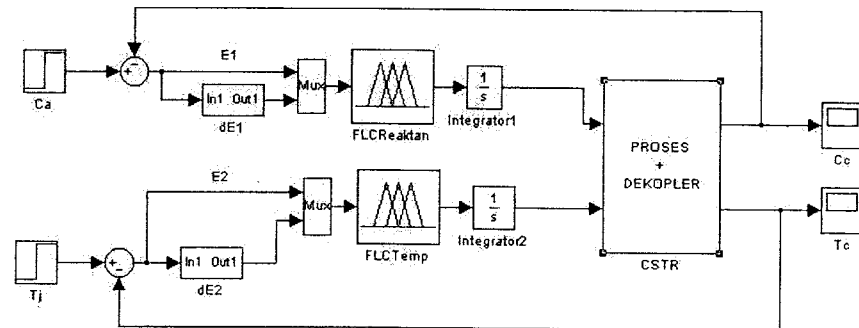 Ca
+
-
E1
In1 Out1
dE1
Mux
FLCReaktan
1
s
Integrator1
PROSES
+
DEKOPLER
CSTR
Cc
Tc
Tj
+
-
E2
In1 Out1
dE2
Mux
FLCTemp
1
s
Integrator2